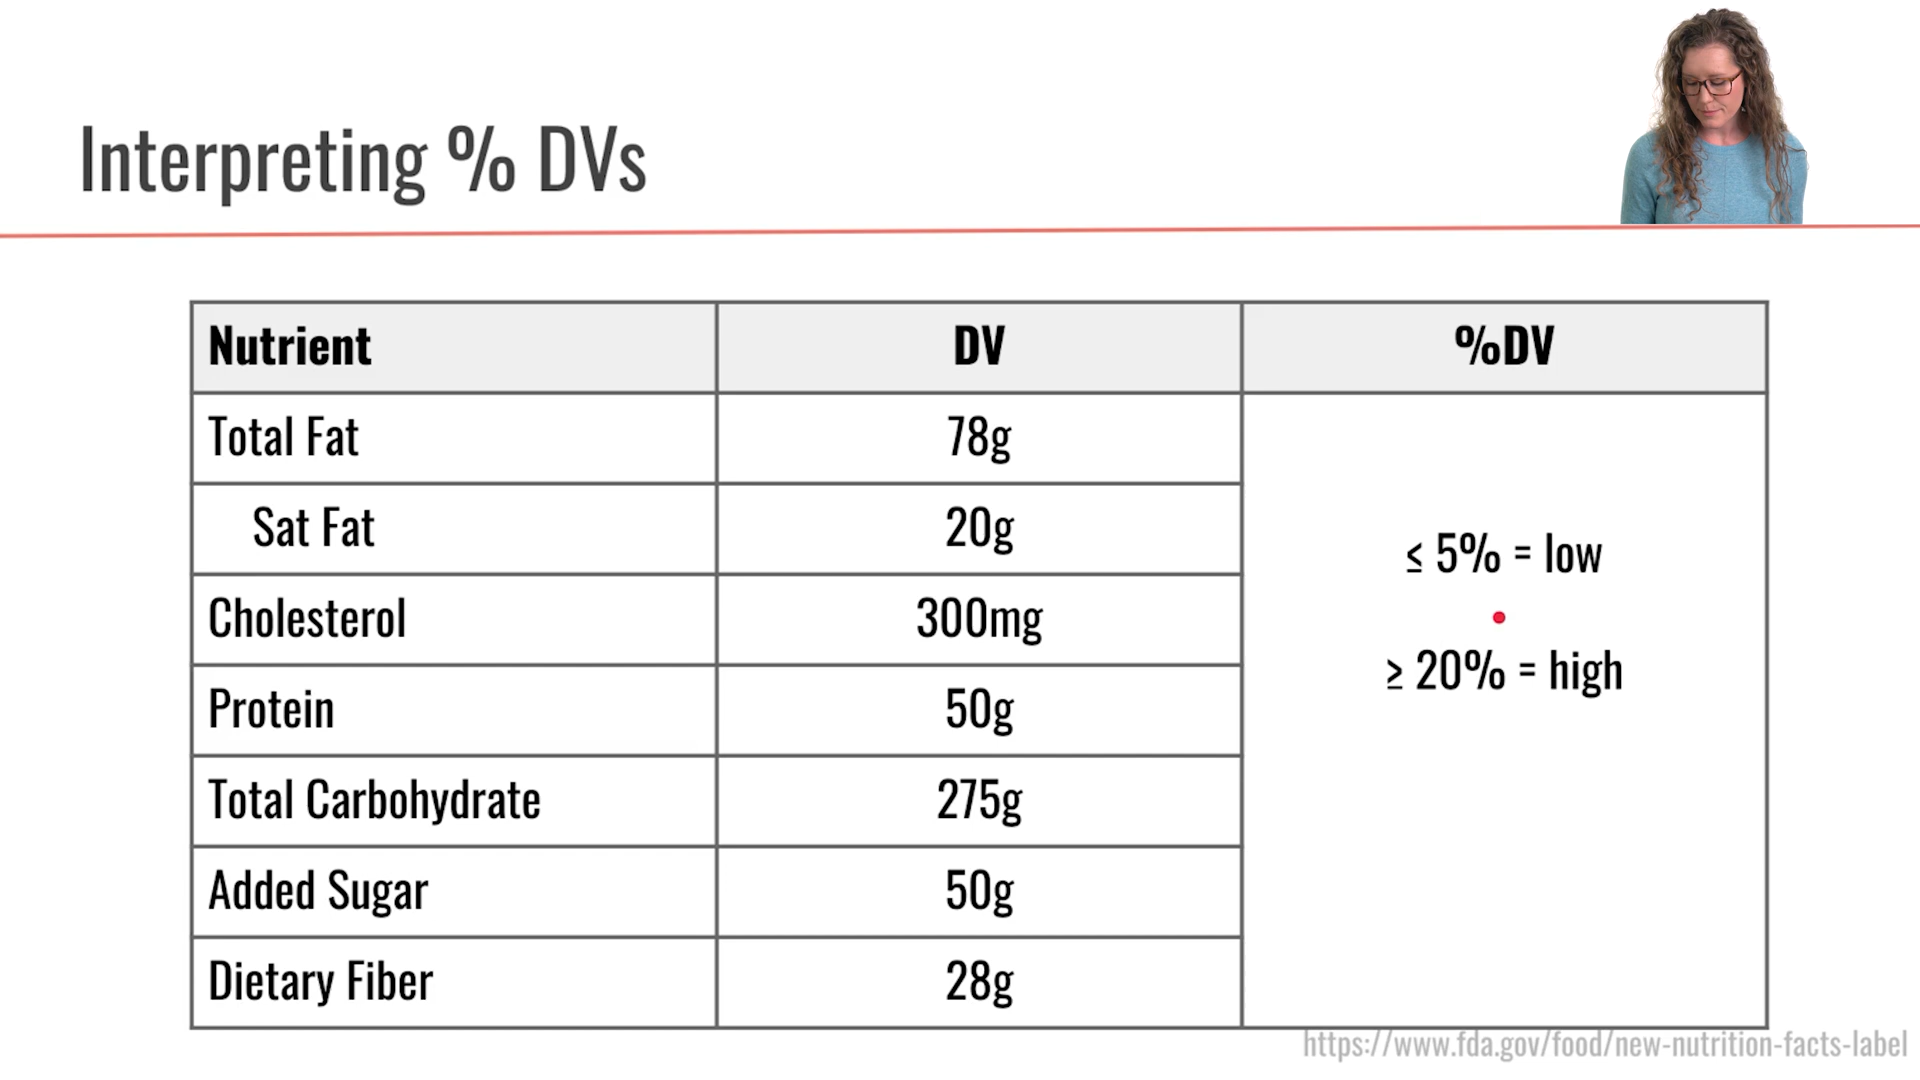 Interpreting % DVs
Nutrient DV %DV
Total Fat 78g
Sat Fat 20g
≤ 5% = low
Cholesterol 300mg
≥ 20% = high
Protein 50g
Total Carbohydrate 275g
Added Sugar 50g
Dietary Fiber 28g
https://www.fda.gov/food/new-nutrition-facts-label